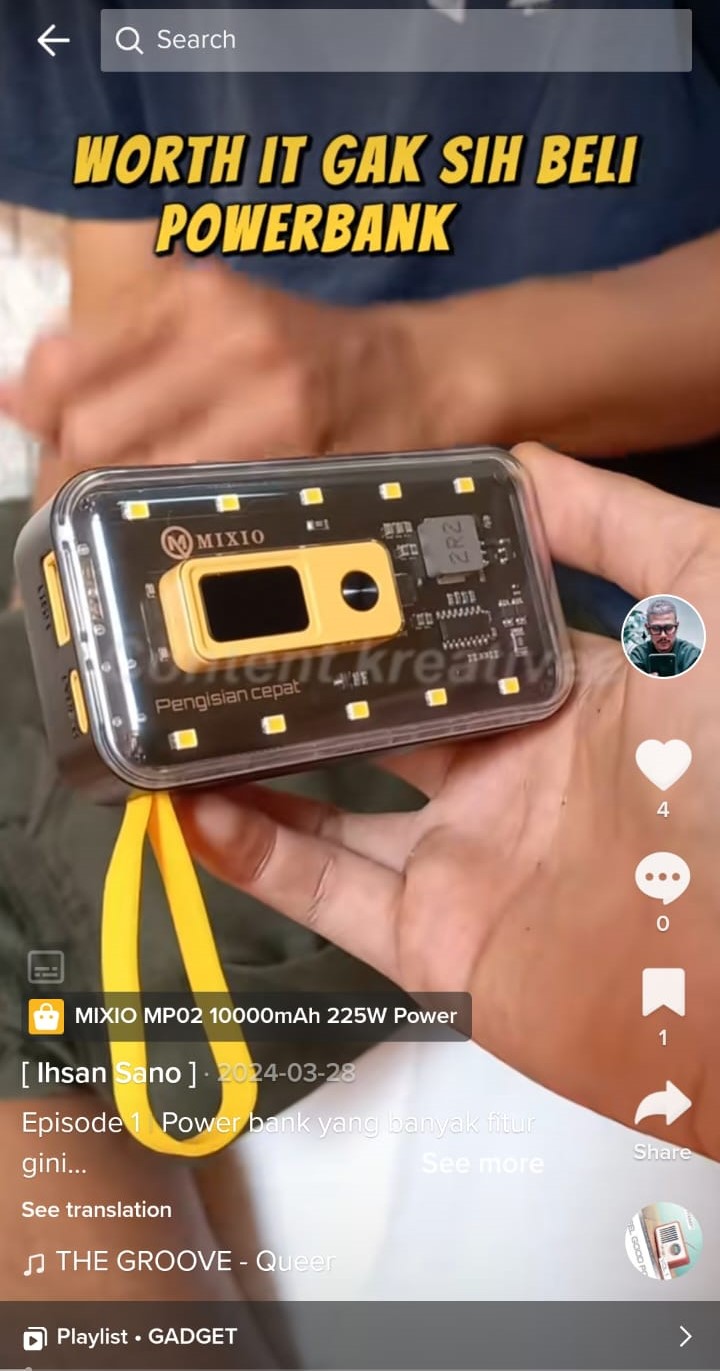 Search
WORTH IT GAK SIH BELI
POWERBANK
MIXIO
2R2
Content kreative
Pengisian cepat
4
0
MIXIO MP02 10000mAh 225W Power
1
[ Ihsan Sano ] · 2024-03-28
Episode 1 Power bank yang banyak fitur
gini... See more
Share
See translation
THE GROOVE - Queer
Playlist • GADGET